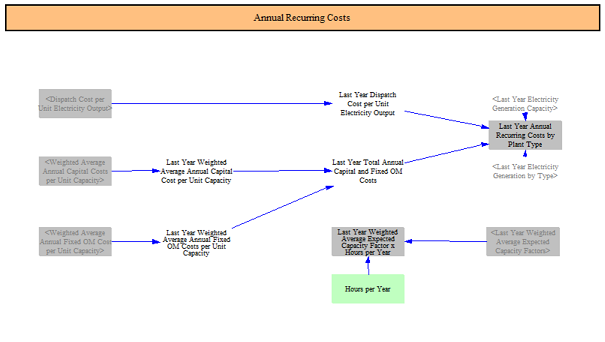 Annual Recurring Costs
<Dispatch Cost per
Unit Electricity Output>
Last Year Dispatch
Cost per Unit
Electricity Output
<Last Year Electricity
Generation Capacity>
Last Year Annual
Recurring Costs by
Plant Type
<Last Year Electricity
Generation by Type>
<Weighted Average
Annual Capital Costs
per Unit Capacity>
Last Year Weighted
Average Annual Capital
Cost per Unit Capacity
Last Year Total Annual
Capital and Fixed OM
Costs
<Weighted Average
Annual Fixed OM Cost
per Unit Capacity>
Last Year Weighted
Average Annual Fixed
OM Costs per Unit
Capacity
Last Year Weighted
Average Expected
Capacity Factor x
Hours per Year
<Last Year Weighted
Average Expected
Capacity Factors>
Hours per Year